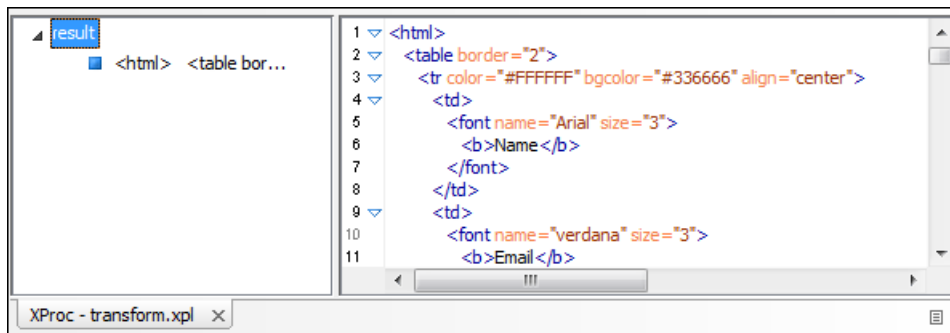 result
<html> <table bor...
1 <html>
2 <table border="2">
3 <tr color="#FFFFFF" bgcolor="#336666" align="center">
4 <td>
5 <font name="Arial" size="3">
6 <b>Name</b>
7 </font>
8 </td>
9 <td>
10 <font name="verdana" size="3">
11 <b>Email</b>
XProc - transform.xpl